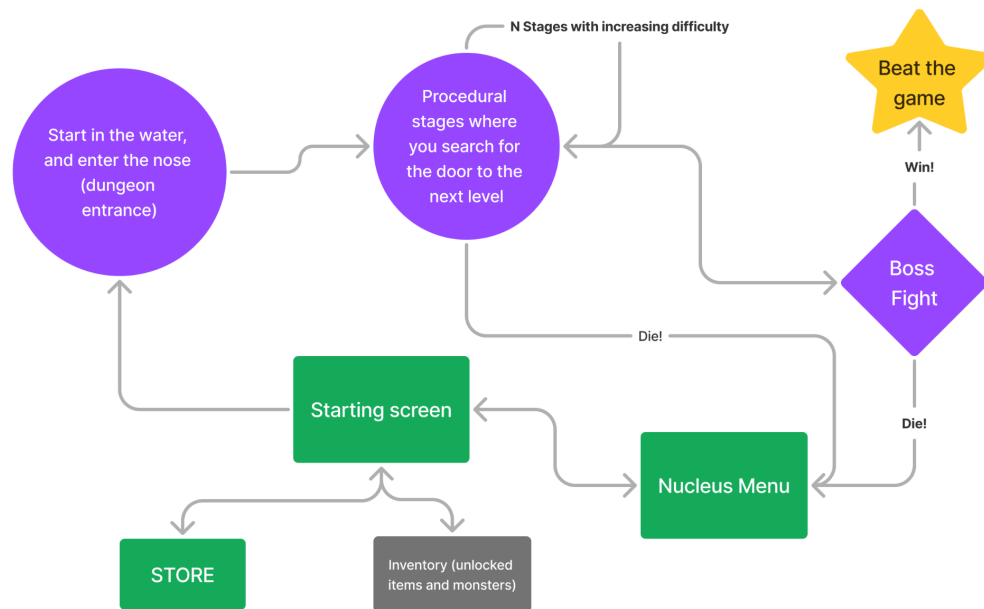 N Stages with increasing difficulty
Beat the
game
Start in the water,
and enter the nose
(dungeon
entrance)
Procedural
stages where
you search for
the door to the
next level
Win!
Boss
Fight
Die!
Die!
Starting screen
Nucleus Menu
STORE
Inventory (unlocked
items and monsters)